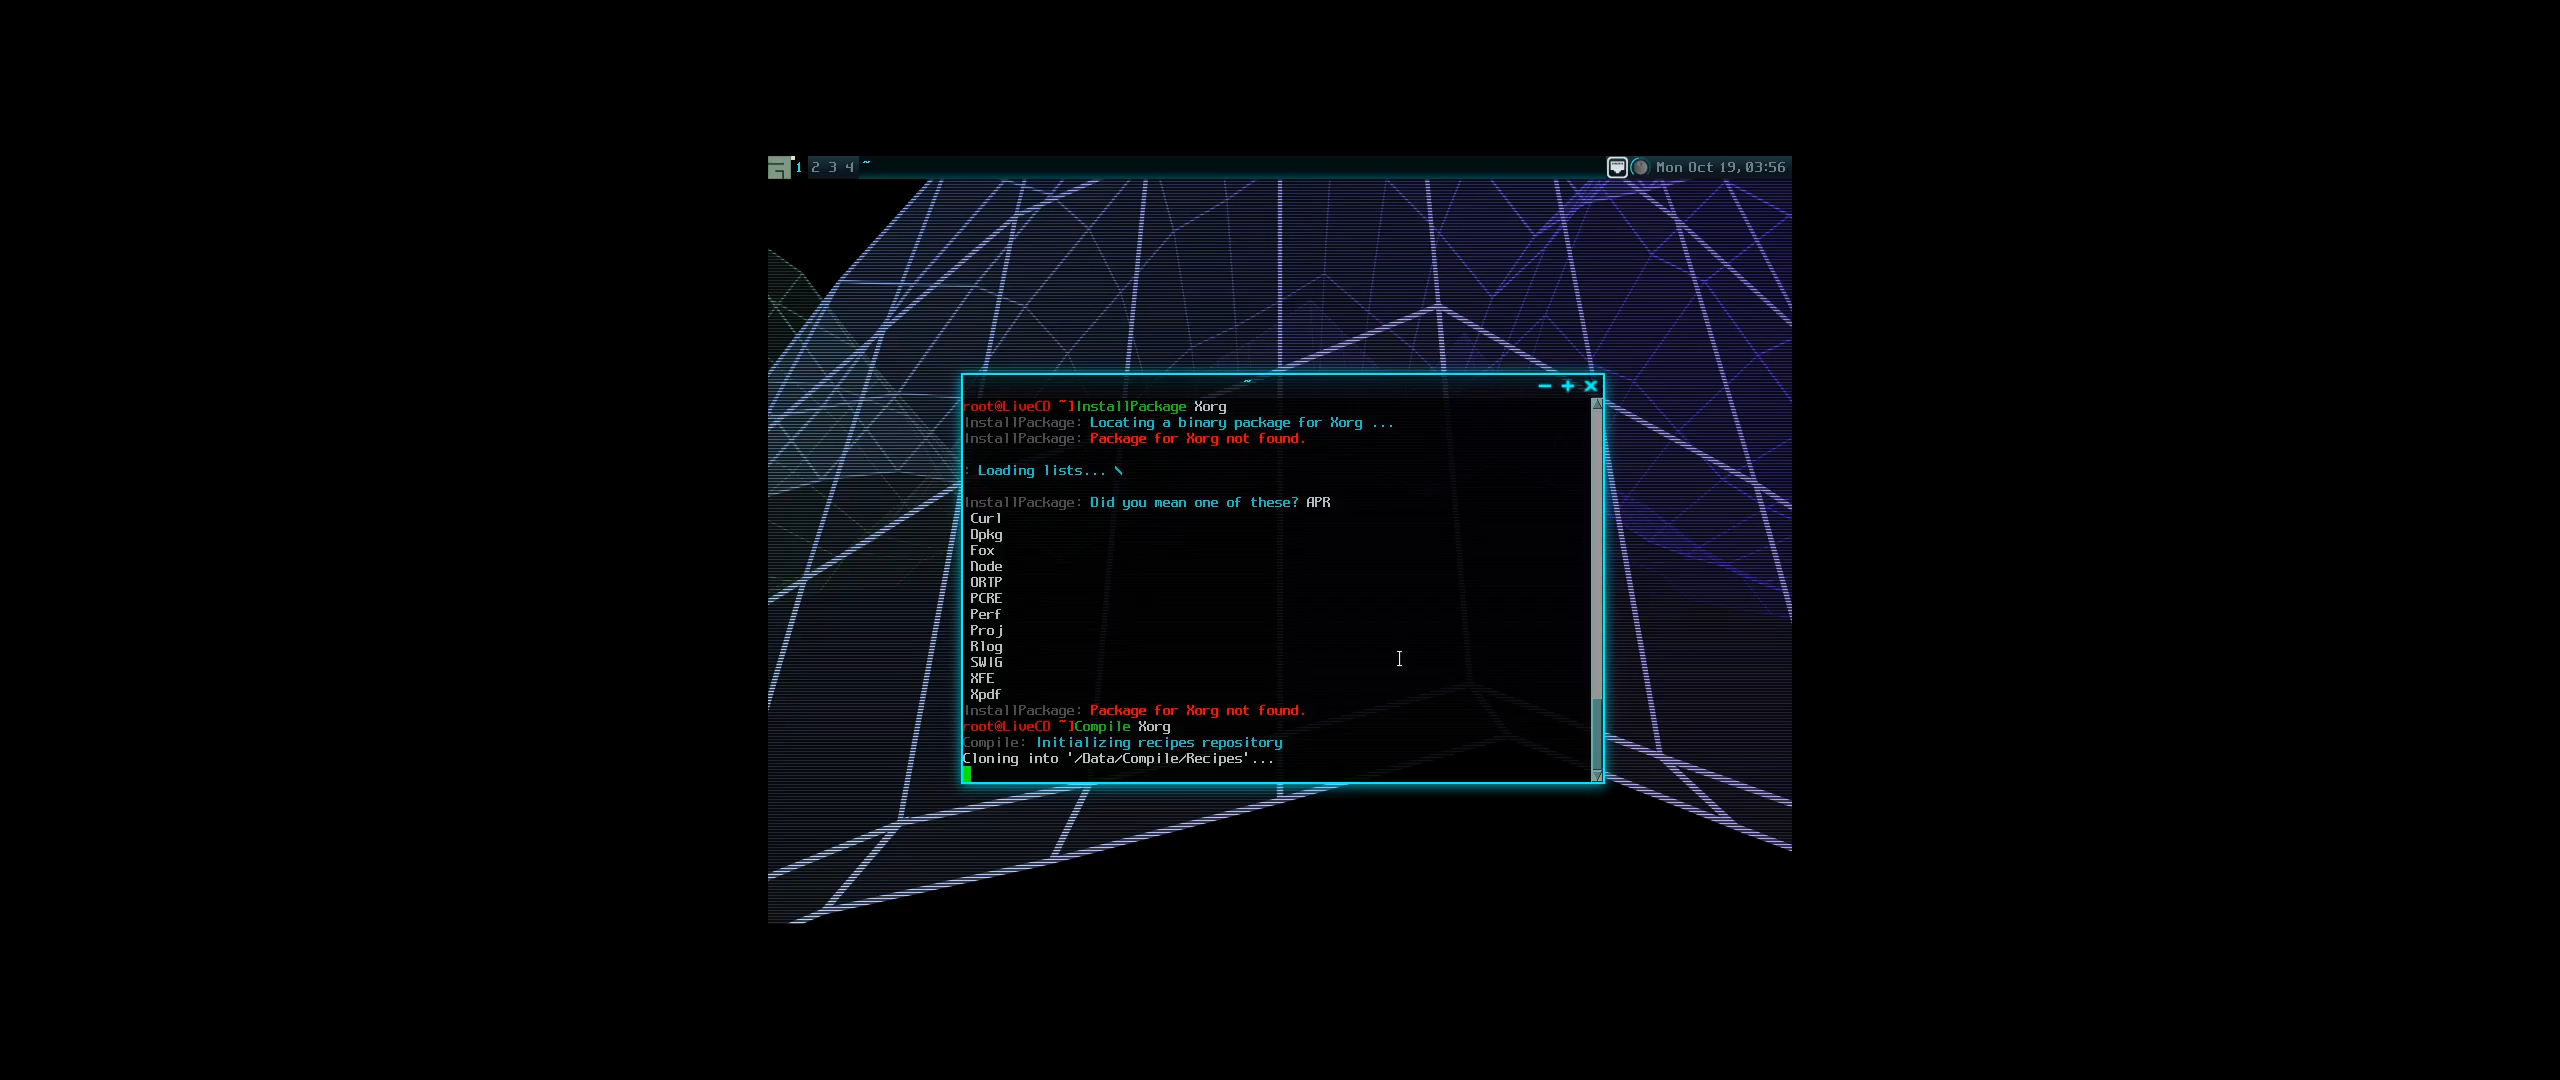 1 2 3 4 ~ Mon Oct 19, 03:56
~
root@LiveCD ~]InstallPackage Xorg
InstallPackage: Locating a binary package for Xorg ...
InstallPackage: Package for Xorg not found.
: Loading lists... \
InstallPackage: Did you mean one of these? APR
Curl
Dpkg
Fox
Node
ORTP
PCRE
Perf
Proj
Rlog
SWIG
XFE
Xpdf
InstallPackage: Package for Xorg not found.
root@LiveCD ~]Compile Xorg
Compile: Initializing recipes repository
Cloning into '/Data/Compile/Recipes'...